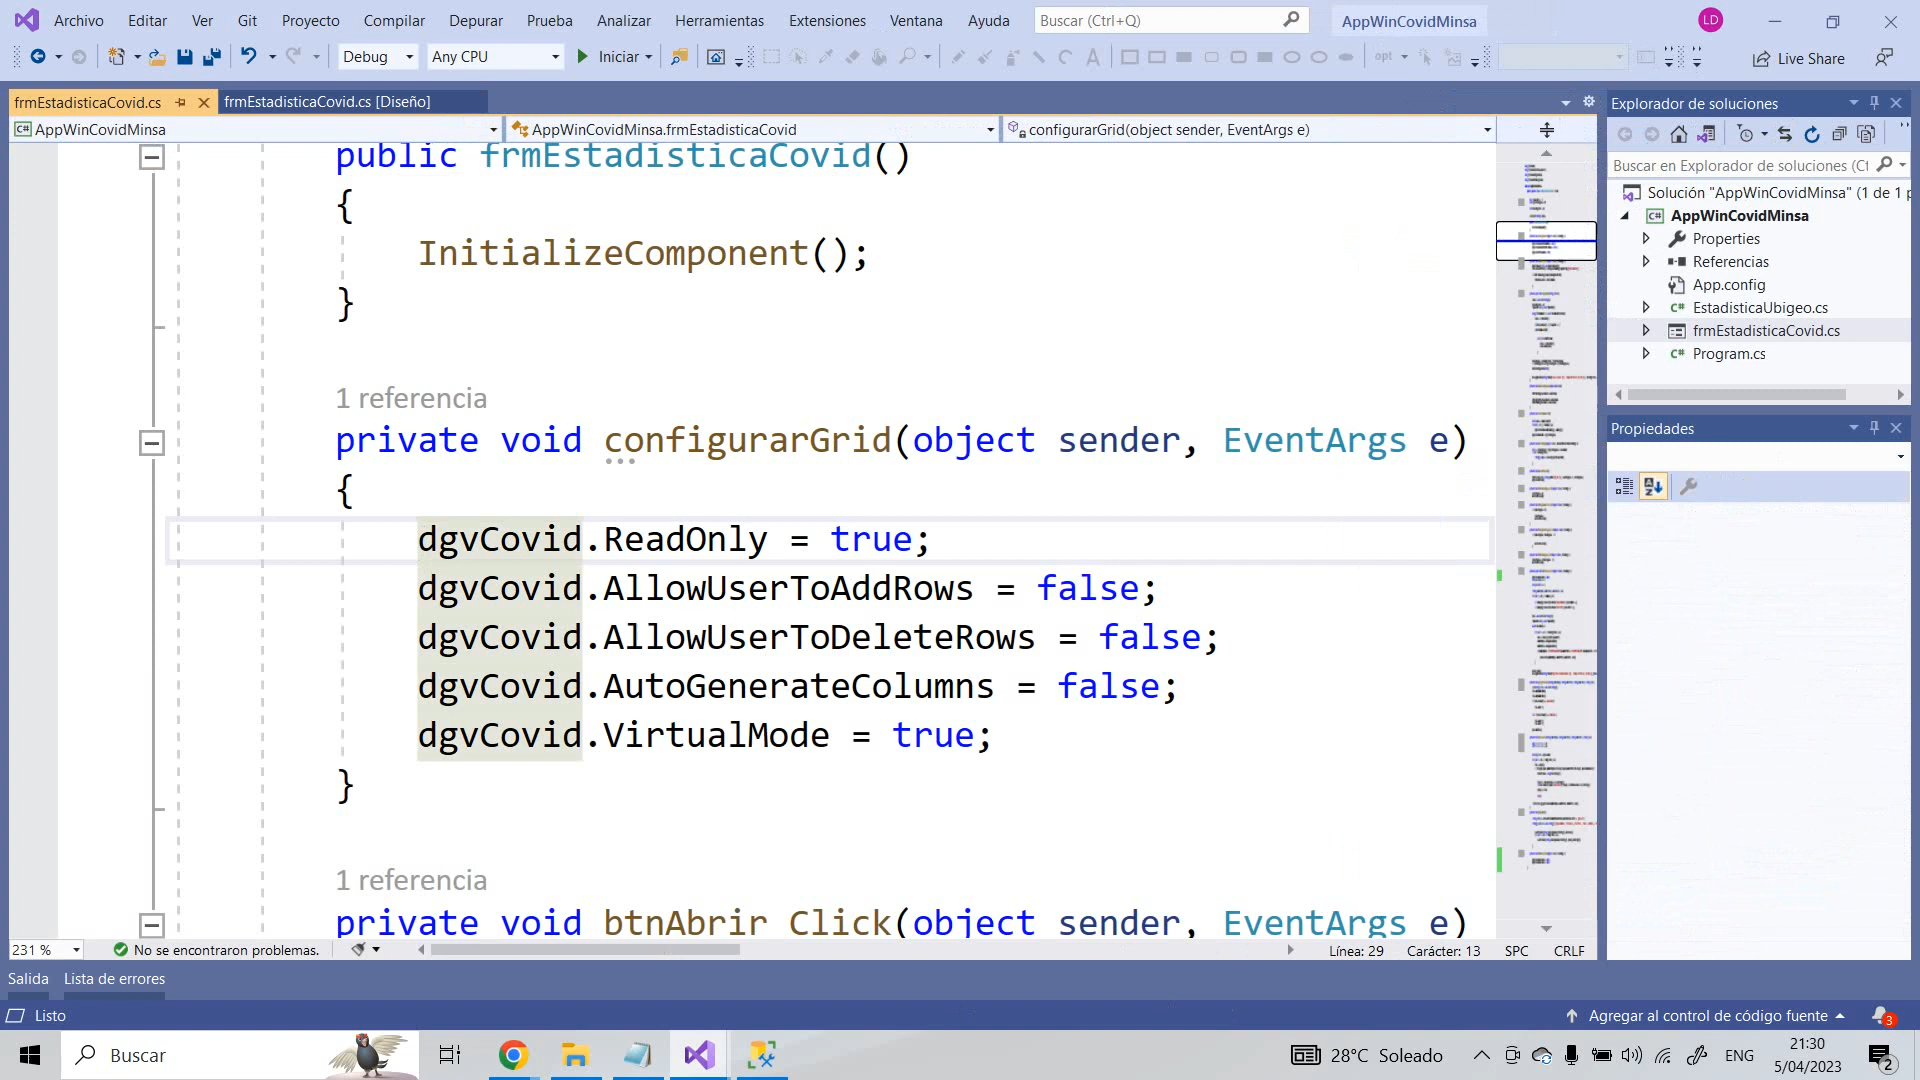 Archivo Editar Ver Git Proyecto Compilar Depurar Prueba Analizar Herramientas Extensiones Ventana Ayuda Buscar (Ctrl+Q) AppWinCovidMinsa LD
Debug Any CPU Iniciar opt Live Share
frmEstadisticaCovid.cs frmEstadisticaCovid.cs [Diseño]
AppWinCovidMinsa AppWinCovidMinsa.frmEstadisticaCovid configurarGrid(object sender, EventArgs e)
public frmEstadisticaCovid()
{
InitializeComponent();
}
1 referencia
private void configurarGrid(object sender, EventArgs e)
{
dgvCovid.ReadOnly = true;
dgvCovid.AllowUserToAddRows = false;
dgvCovid.AllowUserToDeleteRows = false;
dgvCovid.AutoGenerateColumns = false;
dgvCovid.VirtualMode = true;
}
1 referencia
private void btnAbrir_Click(object sender, EventArgs e)
231 % No se encontraron problemas. Línea: 29 Carácter: 13 SPC CRLF
Explorador de soluciones
Buscar en Explorador de soluciones (Ct
Solución "AppWinCovidMinsa" (1 de 1 p
AppWinCovidMinsa
Properties
Referencias
App.config
EstadisticaUbigeo.cs
frmEstadisticaCovid.cs
Program.cs
Propiedades
Salida Lista de errores
Listo Agregar al control de código fuente 3
Buscar 28°C Soleado ENG 21:30 5/04/2023 2